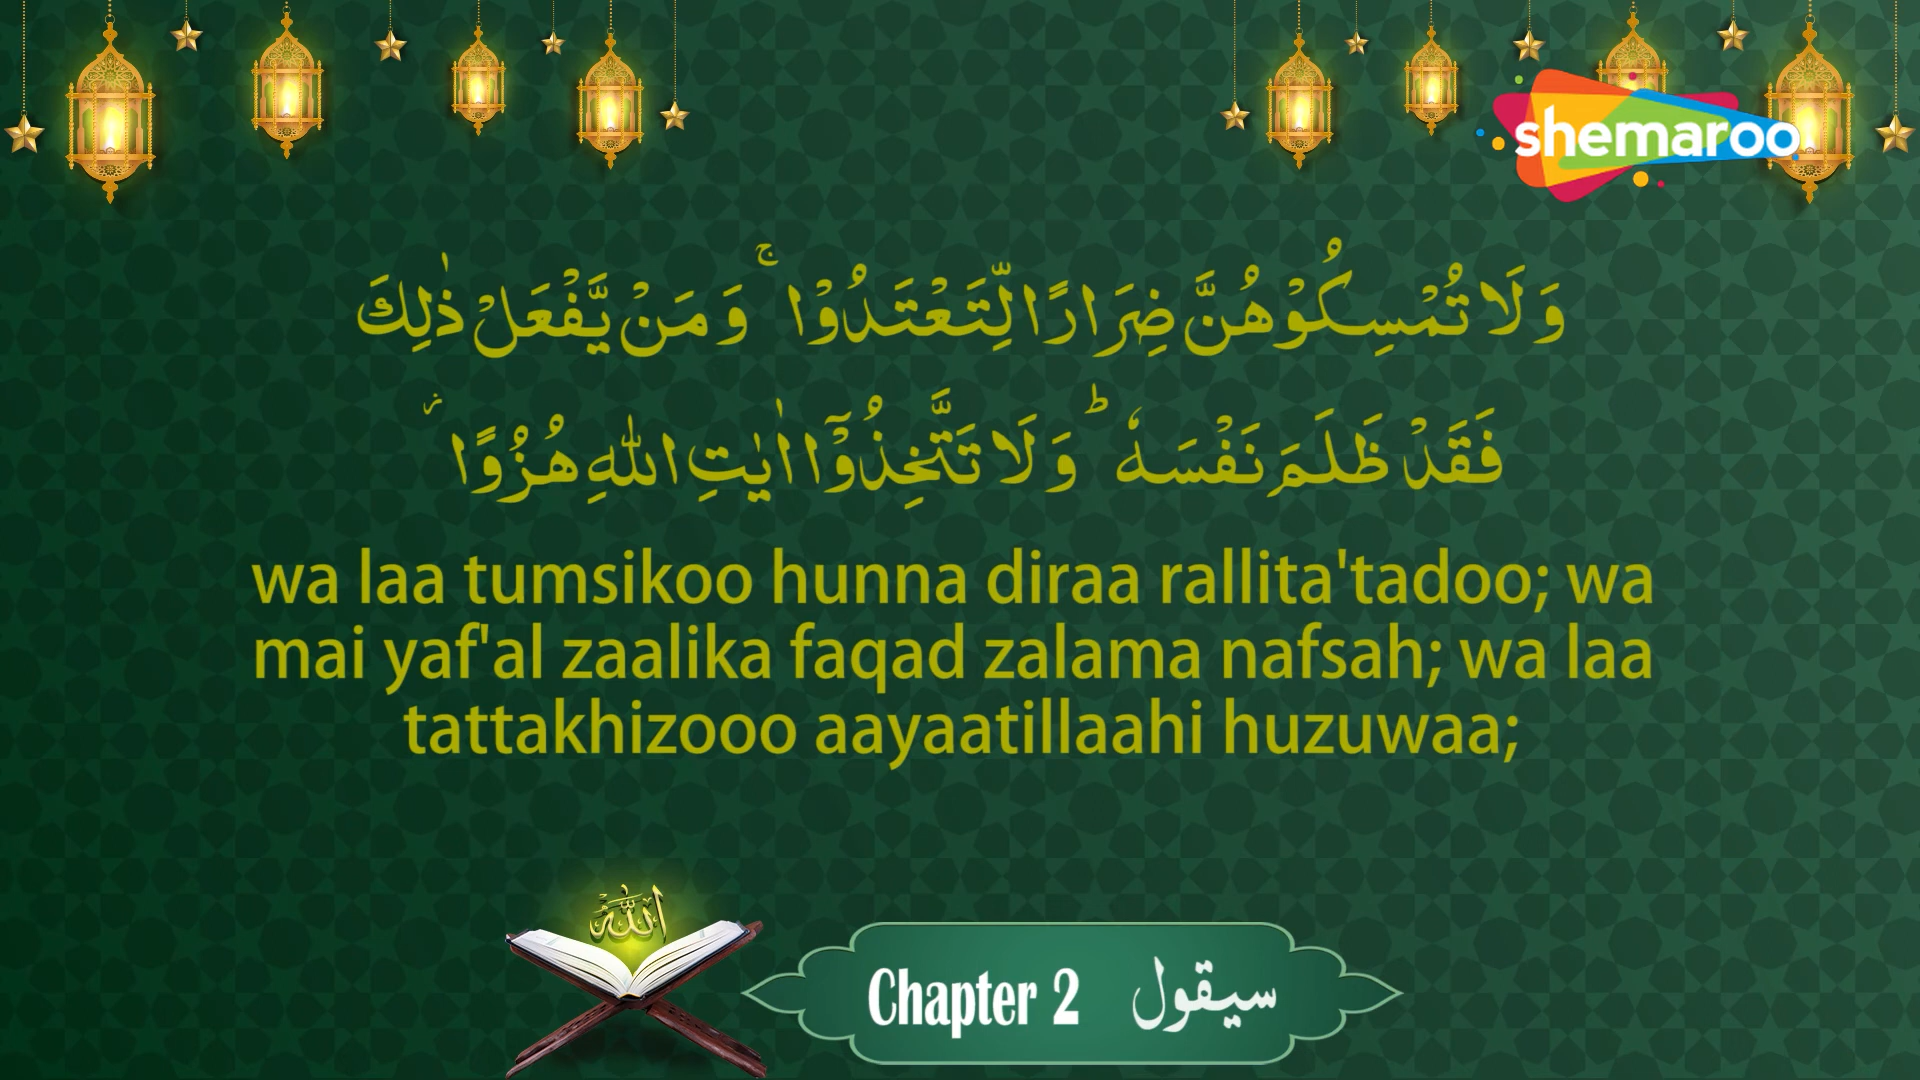 shemaroo
وَلَا تُمْسِكُوْهُنَّ ضِرَارًا لِّتَعْتَدُوْا ۚ وَمَنْ يَّفْعَلْ ذٰلِكَ
فَقَدْ ظَلَمَ نَفْسَهٗ ؕ وَلَا تَتَّخِذُوْٓا اٰيٰتِ اللّٰهِ هُزُوًا ؗ
wa laa tumsikoo hunna diraa rallita'tadoo; wa
mai yaf'al zaalika faqad zalama nafsah; wa laa
tattakhizooo aayaatillaahi huzuwaa;
الله
Chapter 2 سيقول